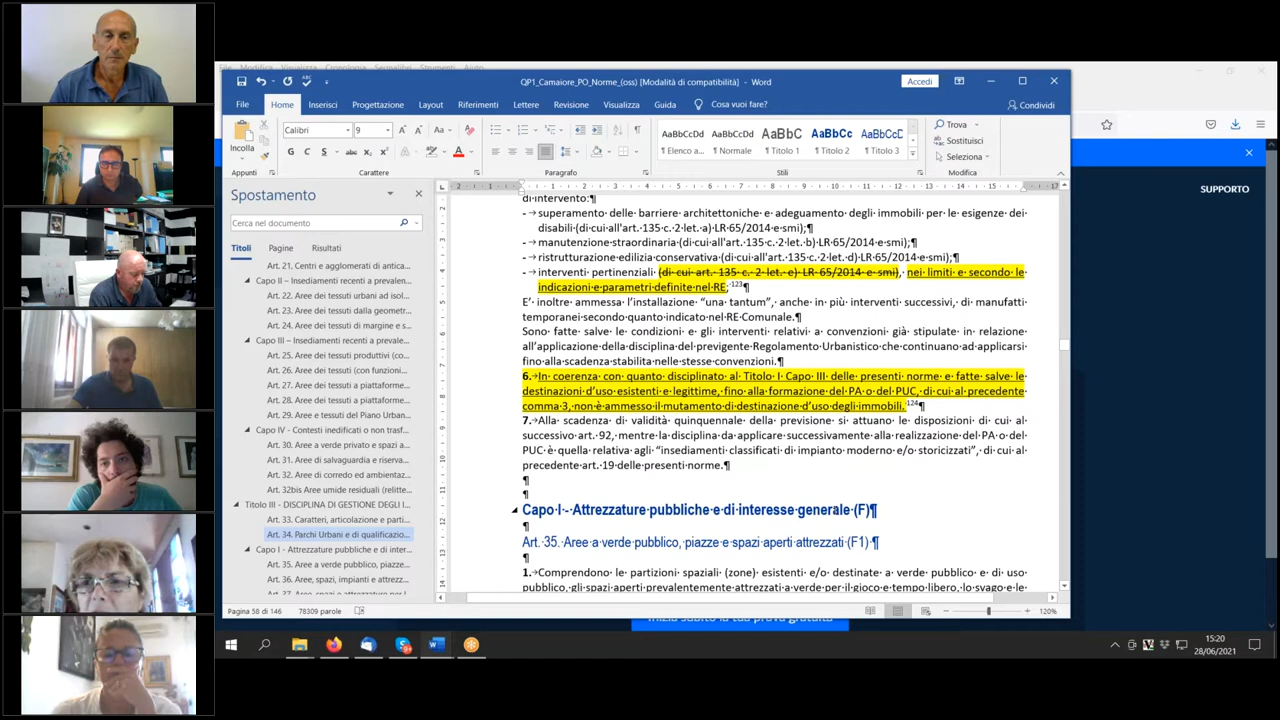 File Modifica Visualizza Cronologia Segnalibri Strumenti Aiuto
QP1_Camaiore_PO_Norme_(oss) [Modalità di compatibilità] - Word
Accedi
File Home Inserisci Progettazione Layout Riferimenti Lettere Revisione Visualizza Guida Cosa vuoi fare?
Condividi
Incolla
Calibri 9
G C S abc x₂ x²
AaBbCcDd AaBbCcDd AaBbC AaBbCc AaBbCcD
¶ Elenco a... ¶ Normale ¶ Titolo 1 ¶ Titolo 2 ¶ Titolo 3
Trova
Sostituisci
Seleziona
Appunti Carattere Paragrafo Stili Modifica
SUPPORTO
Spostamento
Cerca nel documento
Titoli Pagine Risultati
Art. 21. Centri e agglomerati di antica...
Capo II – Insediamenti recenti a prevalen...
Art. 22. Aree dei tessuti urbani ad isol...
Art. 23. Aree dei tessuti dalla geometr...
Art. 24. Aree dei tessuti di margine e s...
Capo III – Insediamenti recenti a prevale...
Art. 25. Aree dei tessuti produttivi (co...
Art. 26. Aree dei tessuti (con funzioni...
Art. 27. Aree dei tessuti a piattaforme...
Art. 28. Aree dei tessuti a piattaforme...
Art. 29. Aree e tessuti del Piano Urban...
Capo IV – Contesti inedificati o non trasf...
Art. 30. Aree a verde privato e spazi a...
Art. 31. Aree di salvaguardia e riserva...
Art. 32. Aree di corredo ed ambientaz...
Art. 32bis Aree umide residuali (relitte...
Titolo III - DISCIPLINA DI GESTIONE DEGLI I...
Art. 33. Caratteri, articolazione e parti...
Art. 34. Parchi Urbani e di qualificazio...
Capo I - Attrezzature pubbliche e di inter...
Art. 35. Aree a verde pubblico, piazze...
Art. 36. Aree, spazi, impianti e attrezz...
di intervento:¶
- superamento delle barriere architettoniche e adeguamento degli immobili per le esigenze dei
disabili (di cui all'art. 135 c. 2 let. a) LR 65/2014 e smi);¶
- manutenzione straordinaria (di cui all'art. 135 c. 2 let. b) LR 65/2014 e smi);¶
- ristrutturazione edilizia conservativa (di cui all'art. 135 c. 2 let. c) LR 65/2014 e smi);¶
- interventi pertinenziali (di cui art. 135 c. 2 let. e) LR 65/2014 e smi), nei limiti e secondo le
indicazioni e parametri definite nel RE;¹²³¶
E' inoltre ammessa l'installazione "una tantum", anche in più interventi successivi, di manufatti
temporanei secondo quanto indicato nel RE Comunale.¶
Sono fatte salve le condizioni e gli interventi relativi a convenzioni già stipulate in relazione
all'applicazione della disciplina del previgente Regolamento Urbanistico che continuano ad applicarsi
fino alla scadenza stabilita nelle stesse convenzioni.¶
6. In coerenza con quanto disciplinato al Titolo I Capo III delle presenti norme e fatte salve le
destinazioni d'uso esistenti e legittime, fino alla formazione del PA o del PUC, di cui al precedente
comma 3, non è ammesso il mutamento di destinazione d'uso degli immobili.¹²⁴¶
7. Alla scadenza di validità quinquennale della previsione si attuano le disposizioni di cui al
successivo art. 92, mentre la disciplina da applicare successivamente alla realizzazione del PA o del
PUC è quella relativa agli "insediamenti classificati di impianto moderno e/o storicizzati", di cui al
precedente art. 19 delle presenti norme.¶
¶
¶
Capo I - Attrezzature pubbliche e di interesse generale (F)¶
¶
Art. 35. Aree a verde pubblico, piazze e spazi aperti attrezzati (F1)¶
¶
1. Comprendono le partizioni spaziali (zone) esistenti e/o destinate a verde pubblico e di uso
pubblico, gli spazi aperti prevalentemente attrezzati a verde per il gioco e tempo libero, lo svago e le
Pagina 58 di 146 78309 parole
120%
Inizia subito la tua prova gratuita
15:20
28/06/2021